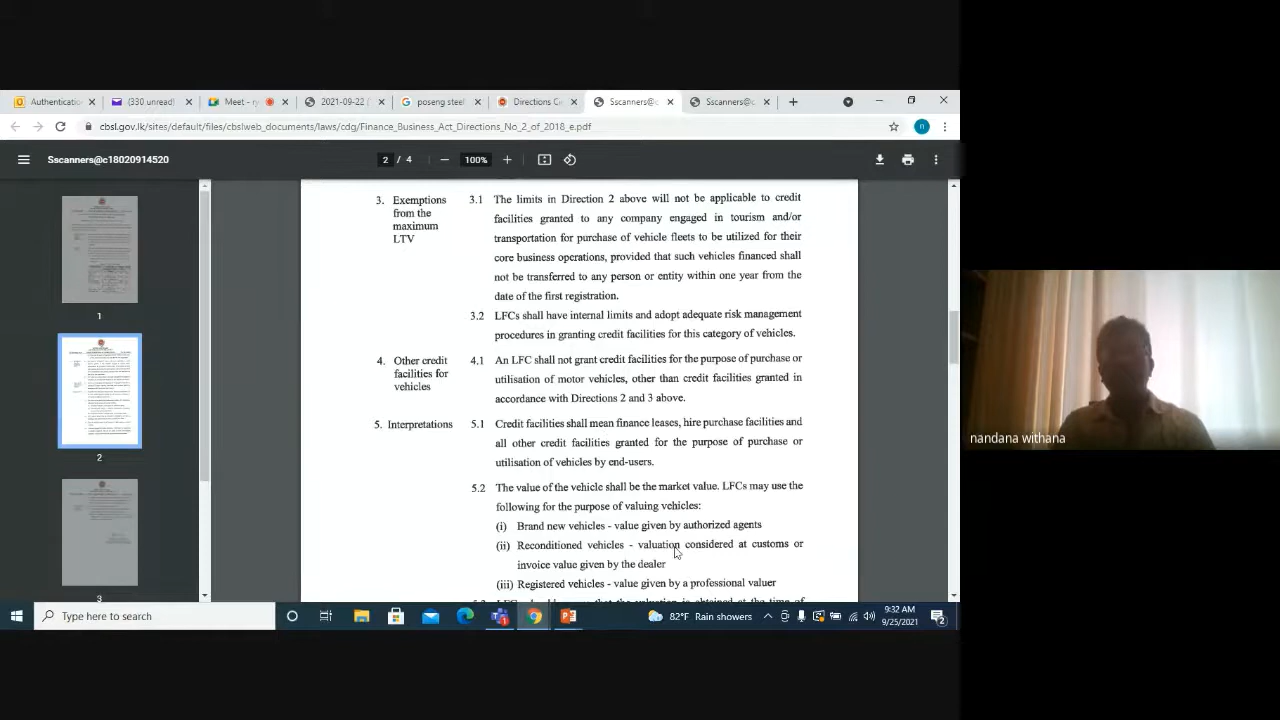 Authenticatio
(330 unread)
Meet - ry
2021-09-22 (
poseng steel
Directions Ci
Sscanners@c
Sscanners@c
cbsl.gov.lk/sites/default/files/cbslweb_documents/laws/cdg/Finance_Business_Act_Directions_No_2_of_2018_e.pdf
n
Sscanners@c18020914520
2 / 4
100%
1
2
3
3. Exemptions
from the
maximum
LTV
3.1 The limits in Direction 2 above will not be applicable to credit
facilities granted to any company engaged in tourism and/or
transportation for purchase of vehicle fleets to be utilized for their
core business operations, provided that such vehicles financed shall
not be transferred to any person or entity within one year from the
date of the first registration.
3.2 LFCs shall have internal limits and adopt adequate risk management
procedures in granting credit facilities for this category of vehicles.
4. Other credit
facilities for
vehicles
4.1 An LFC shall not grant credit facilities for the purpose of purchase or
utilisation of motor vehicles, other than credit facilities granted in
accordance with Directions 2 and 3 above.
5. Interpretations
5.1 Credit facilities shall mean finance leases, hire purchase facilities and
all other credit facilities granted for the purpose of purchase or
utilisation of vehicles by end-users.
5.2 The value of the vehicle shall be the market value. LFCs may use the
following for the purpose of valuing vehicles:
(i) Brand new vehicles - value given by authorized agents
(ii) Reconditioned vehicles - valuation considered at customs or
invoice value given by the dealer
(iii) Registered vehicles - value given by a professional valuer
Type here to search
82°F Rain showers
9:32 AM
9/25/2021
2
nandana withana